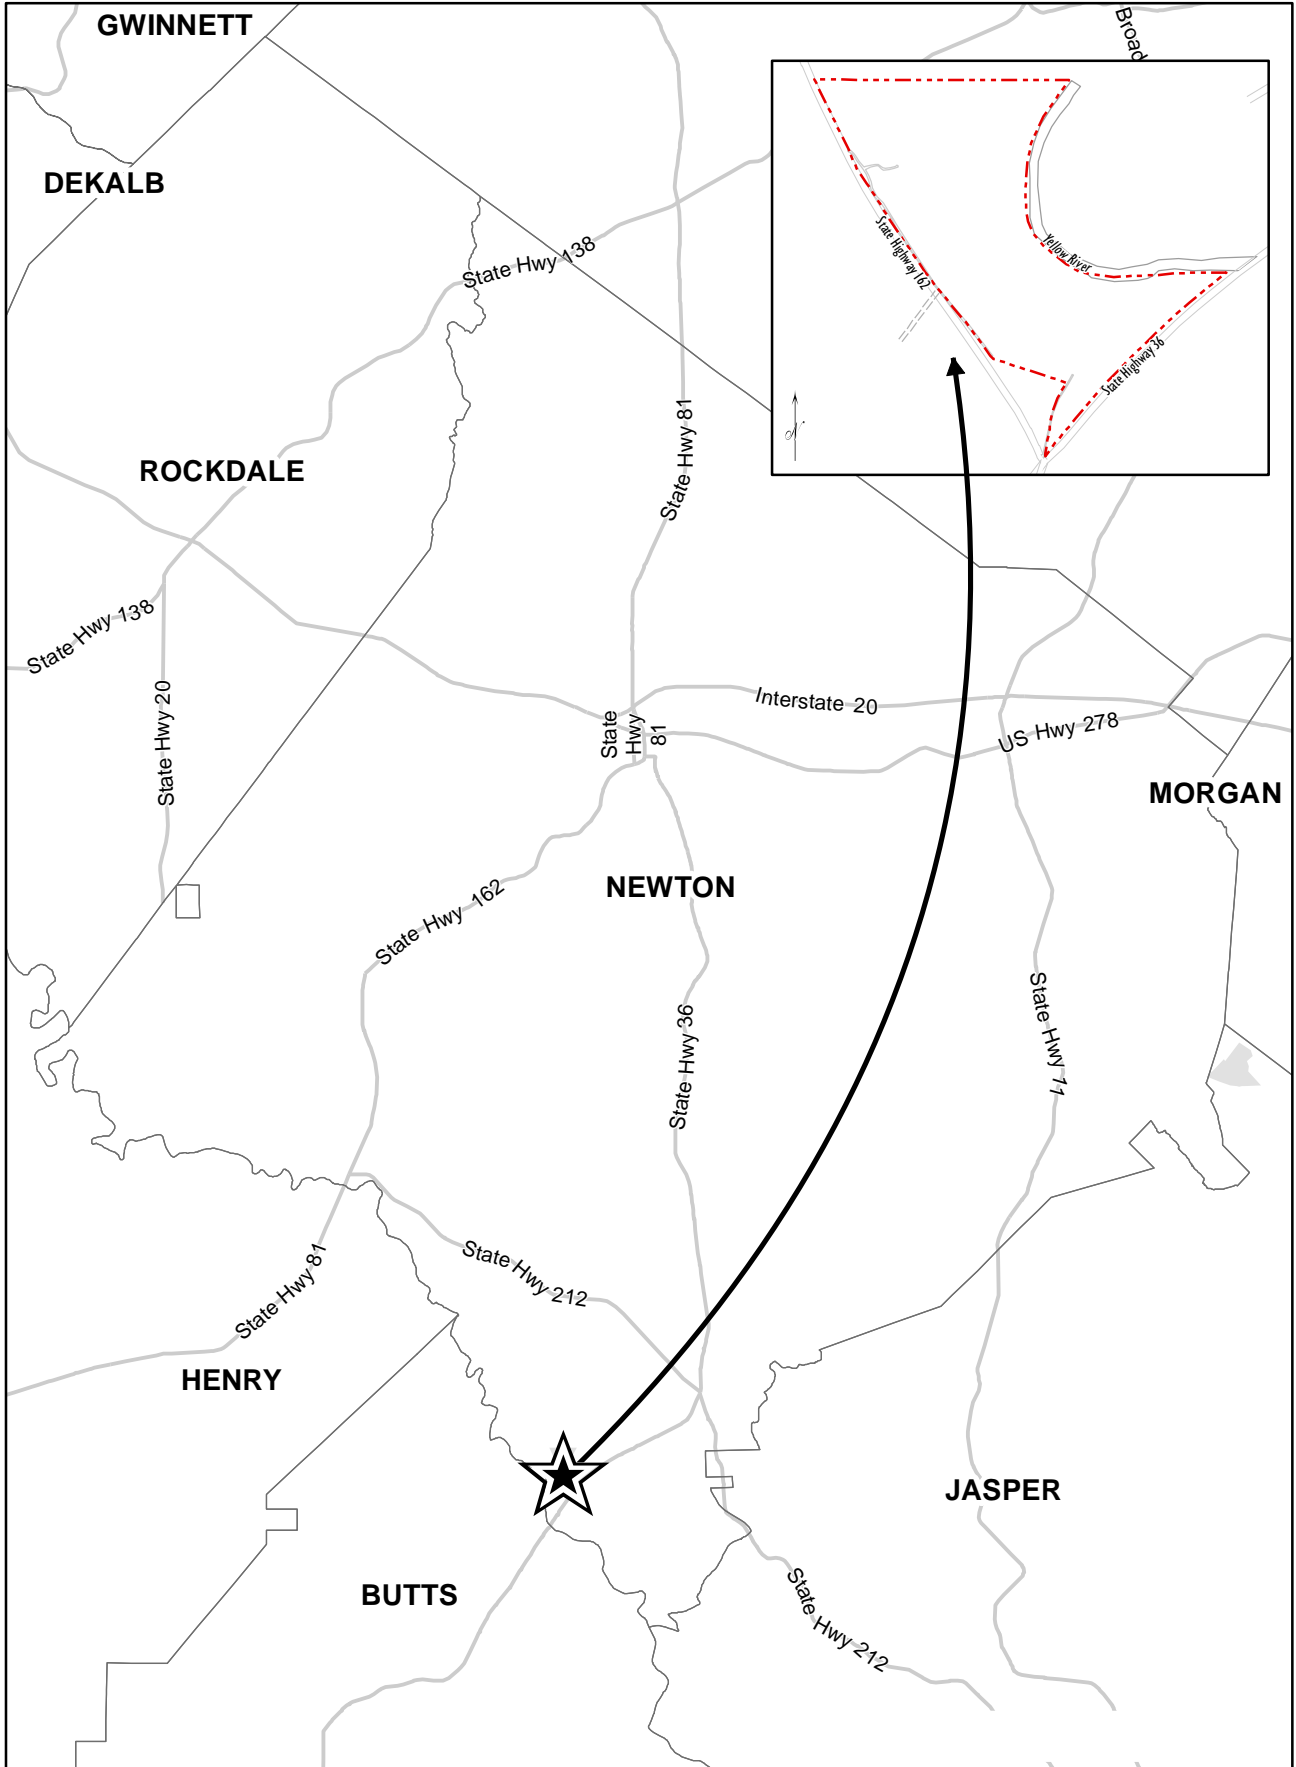 GWINNETT
Broad
DEKALB
State Hwy 138
State Highway 162
Yellow River
State Highway 36
State Hwy 81
ROCKDALE
State Hwy 138
State Hwy 20
Interstate 20
State
Hwy
81
US Hwy 278
MORGAN
NEWTON
State Hwy 162
State Hwy 36
State Hwy 11
State Hwy 81
State Hwy 212
HENRY
JASPER
BUTTS
State Hwy 212